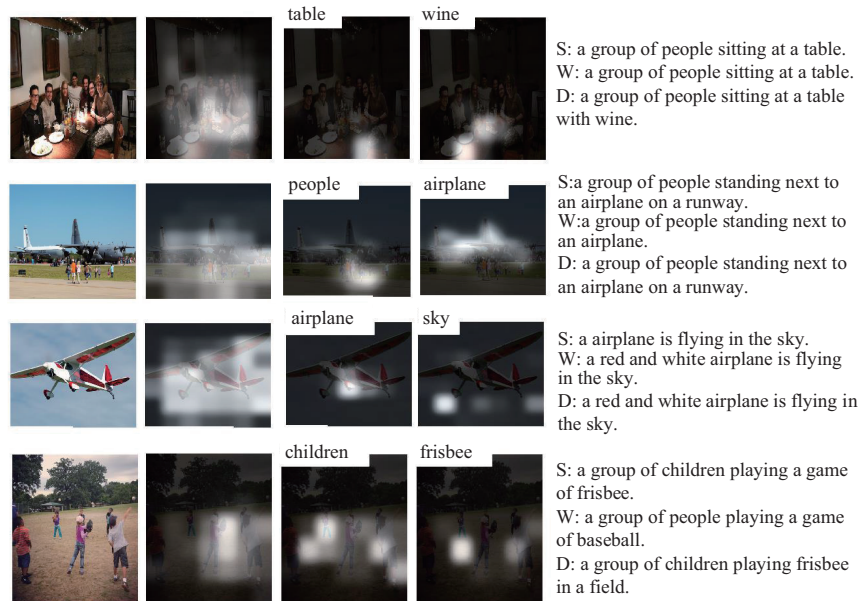 table
wine
S: a group of people sitting at a table.
W: a group of people sitting at a table.
D: a group of people sitting at a table
with wine.
people
airplane
S:a group of people standing next to
an airplane on a runway.
W:a group of people standing next to
an airplane.
D: a group of people standing next to
an airplane on a runway.
airplane
sky
S: a airplane is flying in the sky.
W: a red and white airplane is flying
in the sky.
D: a red and white airplane is flying in
the sky.
children
frisbee
S: a group of children playing a game
of frisbee.
W: a group of people playing a game
of baseball.
D: a group of children playing frisbee
in a field.